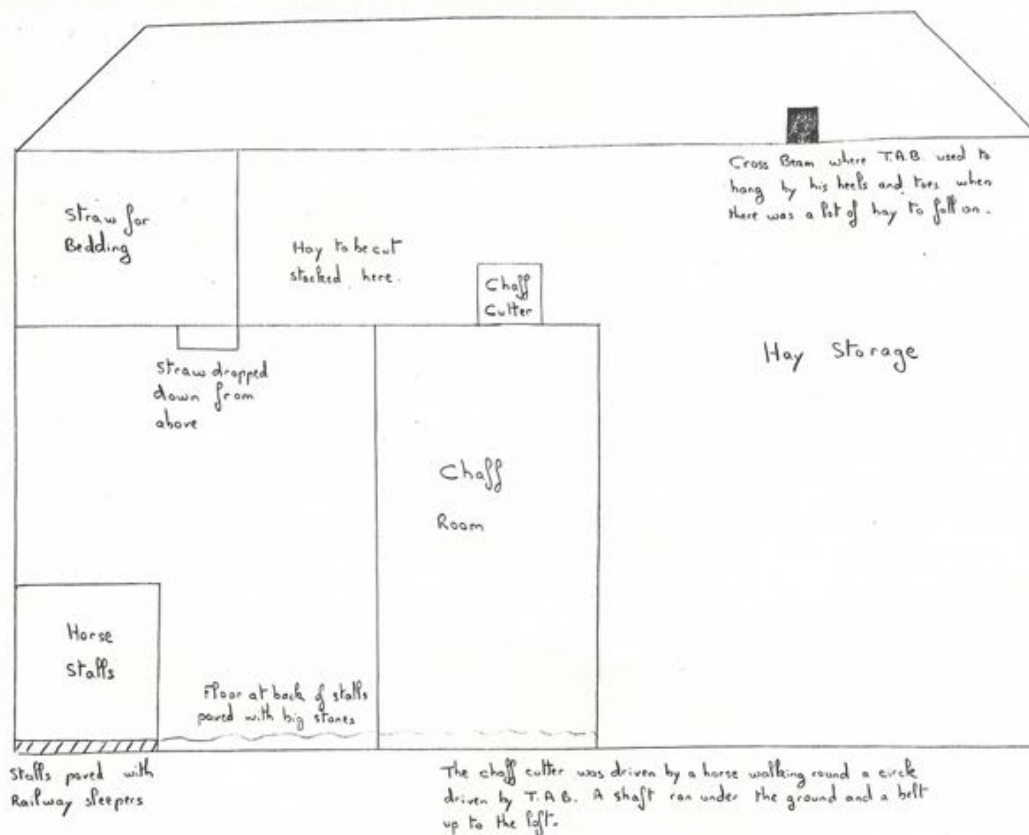 Cross Beam where T.A.B. used to
hang by his heels and toes when
there was a lot of hay to fall on.
Straw for
Bedding
Hay to be cut
stacked here.
Chaff
Cutter
Hay Storage
Straw dropped
down from
above
Chaff
Room
Horse
Stalls
Floor at back of stalls
paved with big stones
Stalls paved with
Railway sleepers
The chaff cutter was driven by a horse walking round a circle
driven by T.A.B. A shaft ran under the ground and a belt
up to the loft.